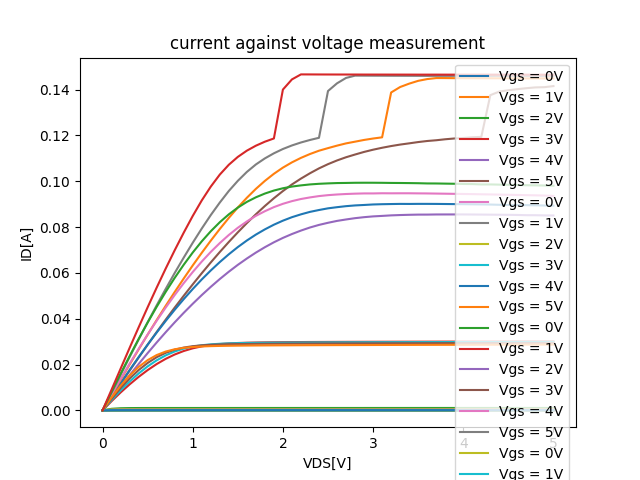 current against voltage measurement
ID[A]
0.14
0.12
0.10
0.08
0.06
0.04
0.02
0.00
0
1
2
3
4
5
VDS[V]
Vgs = 0V
Vgs = 1V
Vgs = 2V
Vgs = 3V
Vgs = 4V
Vgs = 5V
Vgs = 0V
Vgs = 1V
Vgs = 2V
Vgs = 3V
Vgs = 4V
Vgs = 5V
Vgs = 0V
Vgs = 1V
Vgs = 2V
Vgs = 3V
Vgs = 4V
Vgs = 5V
Vgs = 0V
Vgs = 1V